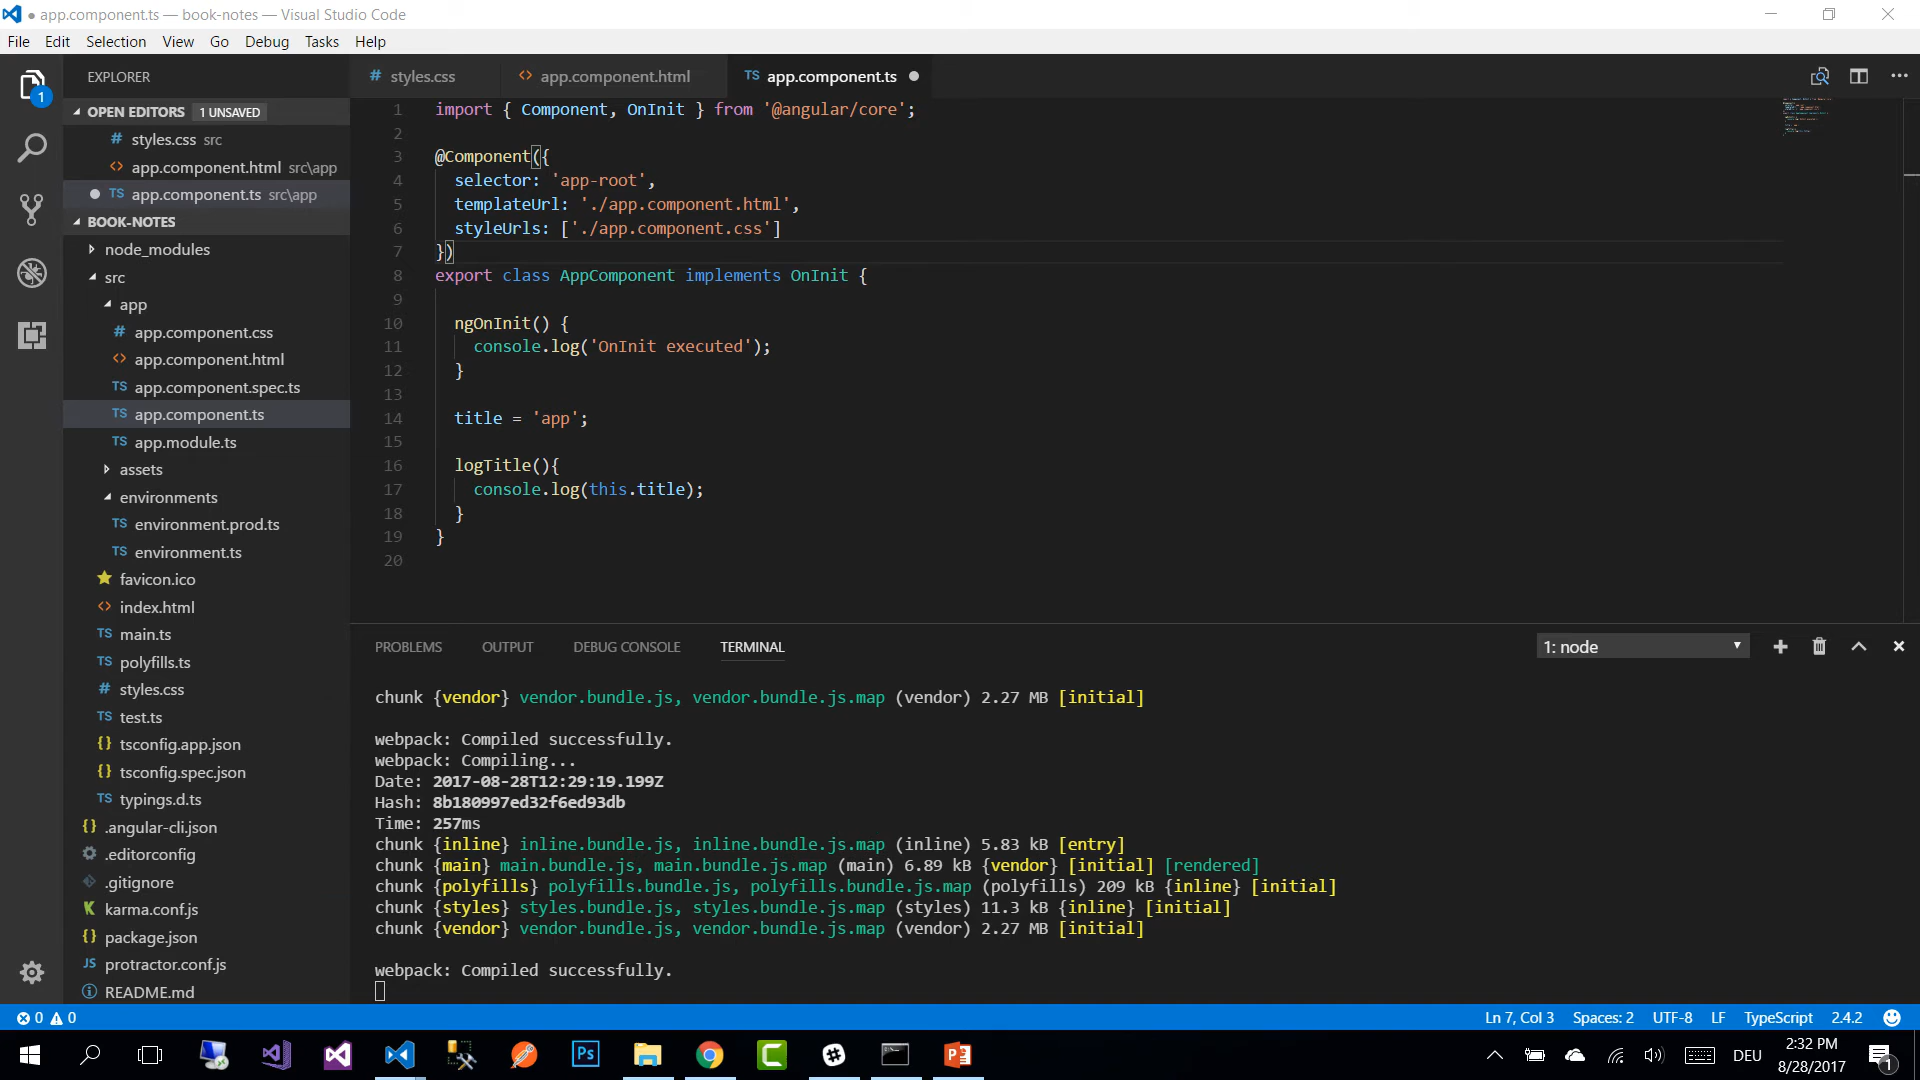 ● app.component.ts — book-notes — Visual Studio Code
File Edit Selection View Go Debug Tasks Help
EXPLORER
1
OPEN EDITORS 1 UNSAVED
# styles.css src
<> app.component.html src\app
● TS app.component.ts src\app
BOOK-NOTES
node_modules
src
app
# app.component.css
<> app.component.html
TS app.component.spec.ts
TS app.component.ts
TS app.module.ts
assets
environments
TS environment.prod.ts
TS environment.ts
favicon.ico
<> index.html
TS main.ts
TS polyfills.ts
# styles.css
TS test.ts
{} tsconfig.app.json
{} tsconfig.spec.json
TS typings.d.ts
{} .angular-cli.json
.editorconfig
.gitignore
K karma.conf.js
{} package.json
JS protractor.conf.js
README.md
# styles.css <> app.component.html TS app.component.ts ●
1 import { Component, OnInit } from '@angular/core';
2
3 @Component({
4 selector: 'app-root',
5 templateUrl: './app.component.html',
6 styleUrls: ['./app.component.css']
7 })
8 export class AppComponent implements OnInit {
9
10 ngOnInit() {
11 console.log('OnInit executed');
12 }
13
14 title = 'app';
15
16 logTitle(){
17 console.log(this.title);
18 }
19 }
20
PROBLEMS OUTPUT DEBUG CONSOLE TERMINAL 1: node
chunk {vendor} vendor.bundle.js, vendor.bundle.js.map (vendor) 2.27 MB [initial]
webpack: Compiled successfully.
webpack: Compiling...
Date: 2017-08-28T12:29:19.199Z
Hash: 8b180997ed32f6ed93db
Time: 257ms
chunk {inline} inline.bundle.js, inline.bundle.js.map (inline) 5.83 kB [entry]
chunk {main} main.bundle.js, main.bundle.js.map (main) 6.89 kB {vendor} [initial] [rendered]
chunk {polyfills} polyfills.bundle.js, polyfills.bundle.js.map (polyfills) 209 kB {inline} [initial]
chunk {styles} styles.bundle.js, styles.bundle.js.map (styles) 11.3 kB {inline} [initial]
chunk {vendor} vendor.bundle.js, vendor.bundle.js.map (vendor) 2.27 MB [initial]
webpack: Compiled successfully.
0 0 Ln 7, Col 3 Spaces: 2 UTF-8 LF TypeScript 2.4.2
Ps
DEU
2:32 PM
8/28/2017
1